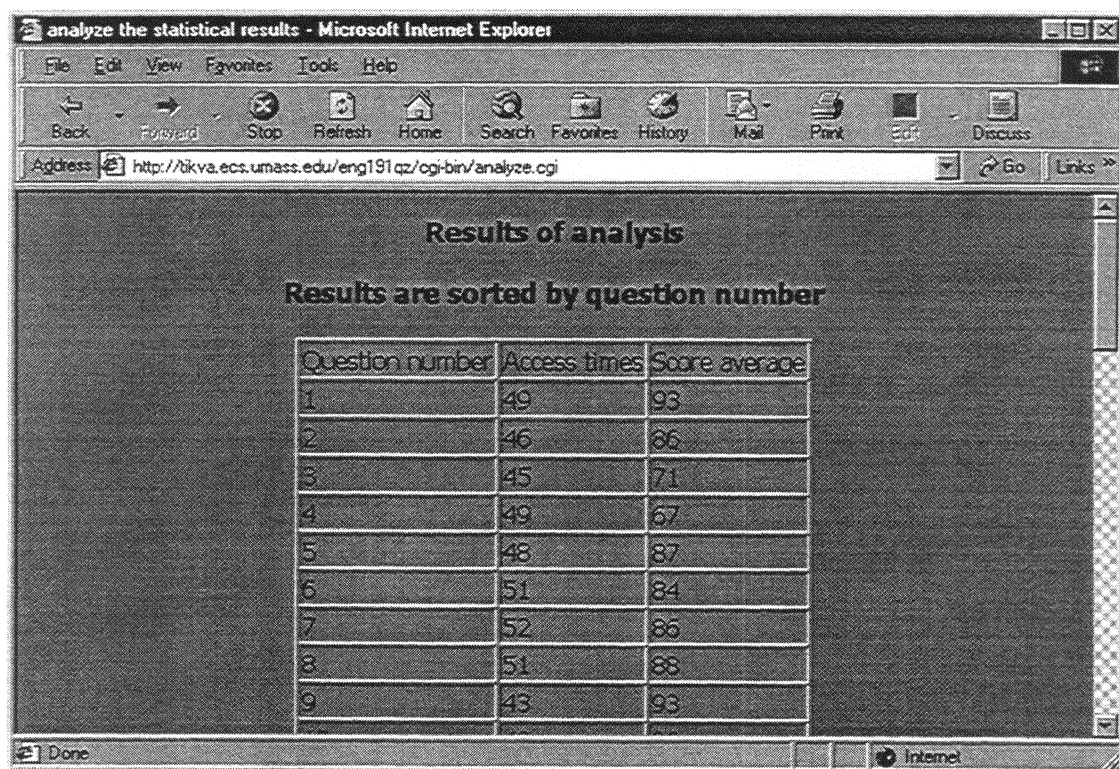 analyze the statistical results - Microsoft Internet Explorer
File Edit View Favorites Tools Help
Back Forward Stop Refresh Home Search Favorites History Mail Print Edit Discuss
Address http://tikva.ecs.umass.edu/eng191qz/cgi-bin/analyze.cgi Go Links »
Results of analysis
Results are sorted by question number
Question number Access times Score average
1 49 93
2 46 86
3 45 71
4 49 67
5 48 87
6 51 84
7 52 86
8 51 88
9 43 93
Done Internet